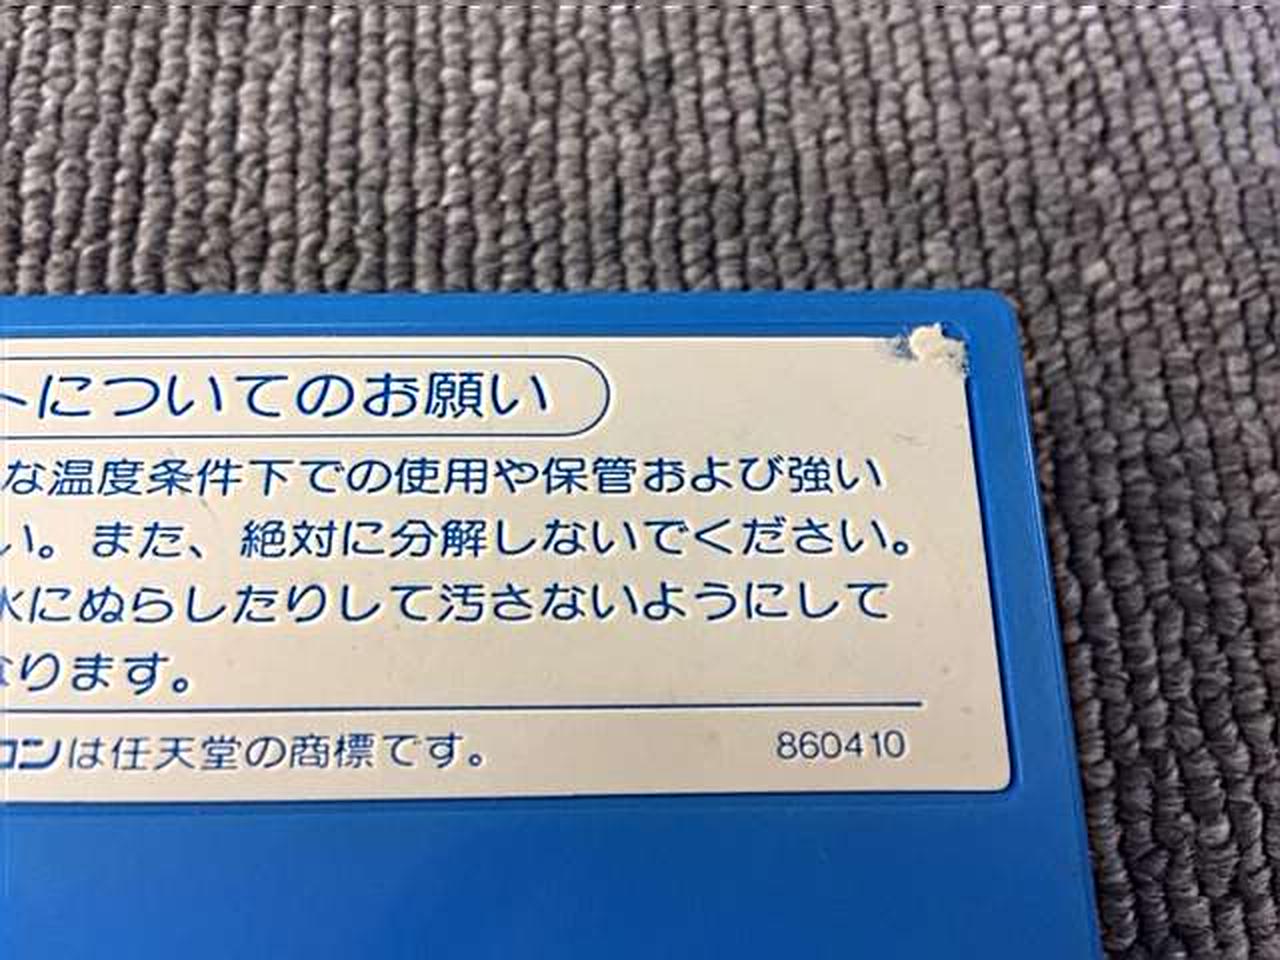 トについてのお願い
な温度条件下での使用や保管および強い
い。また、絶対に分解しないでください。
水にぬらしたりして汚さないようにして
なります。
コンは任天堂の商標です。 860410